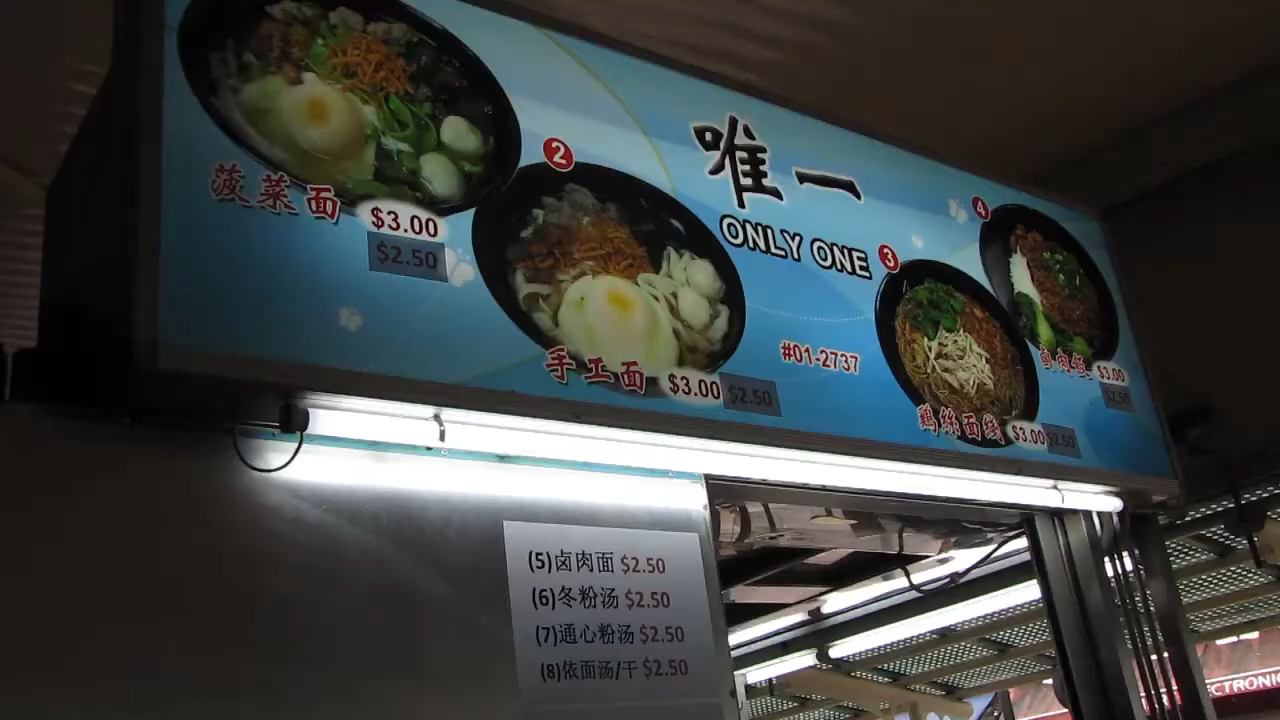 唯一
ONLY ONE
菠菜面
$3.00
$2.50
2
手工面
$3.00 $2.50
#01-2737
3
鷄絲面线
$3.00 $2.50
4
卤肉飯
$3.00
$2.50
(5)卤肉面 $2.50
(6)冬粉汤 $2.50
(7)通心粉汤 $2.50
(8)依面汤/干 $2.50